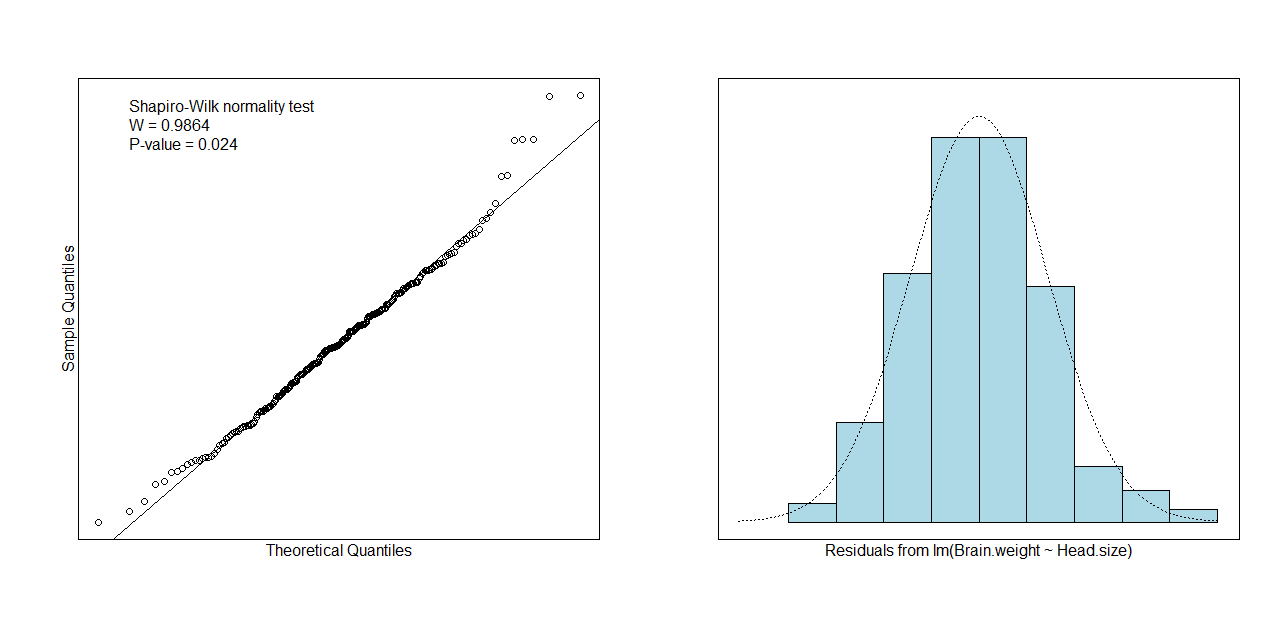 Shapiro-Wilk normality test
W = 0.9864
P-value = 0.024
Sample Quantiles
Theoretical Quantiles
Residuals from lm(Brain.weight ~ Head.size)